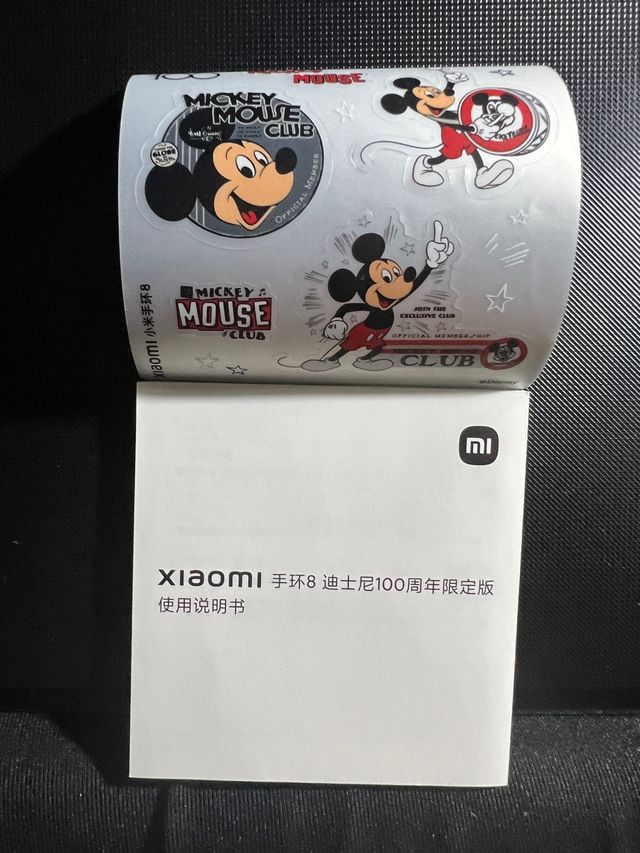 MOUSE
MICKEY
MOUSE
CLUB
GLOBE
OFFICIAL MEMBER
MICKEY
MOUSE
CLUB
JOIN THE
EXCLUSIVE CLUB
OFFICIAL MEMBERSHIP
CLUB
©Disney
xiaomi 小米手环8
mi
xiaomi 手环8 迪士尼100周年限定版
使用说明书